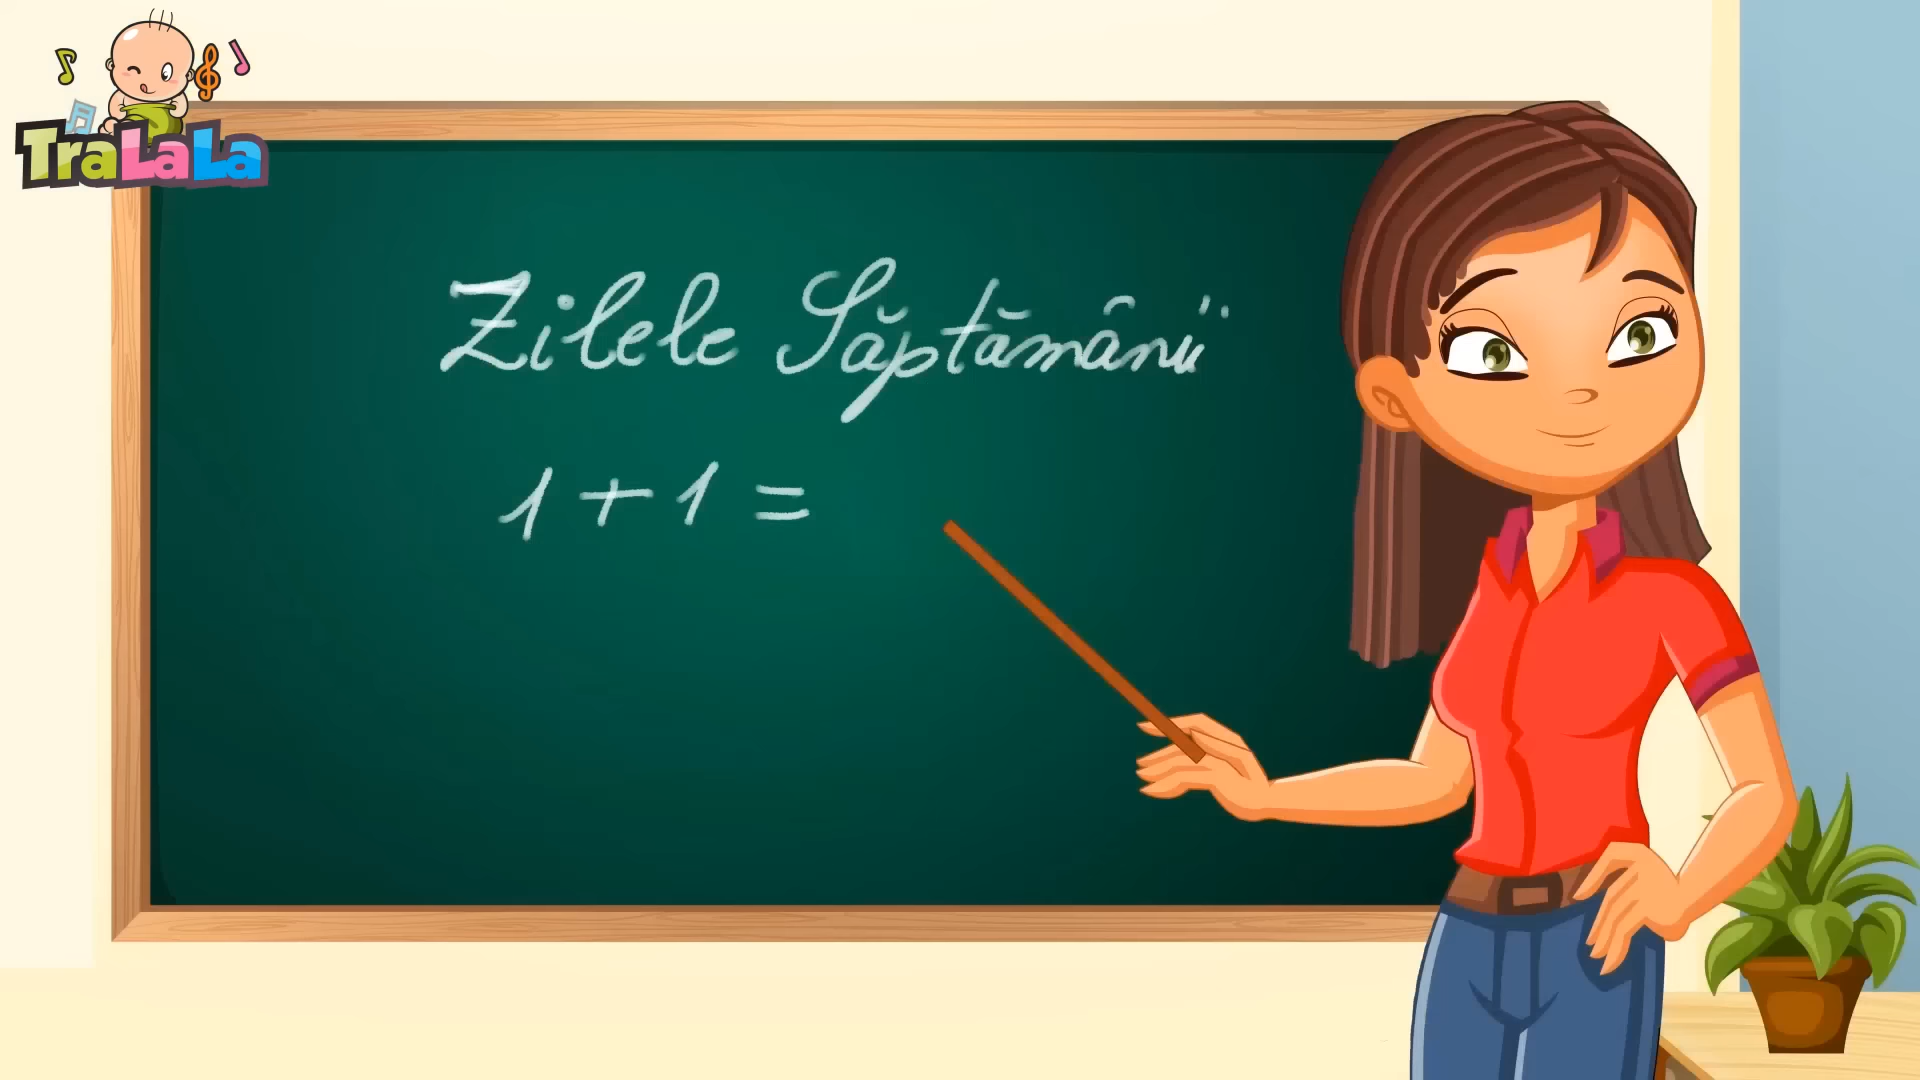 TraLaLa
Zilele Săptămânii
1 + 1 =